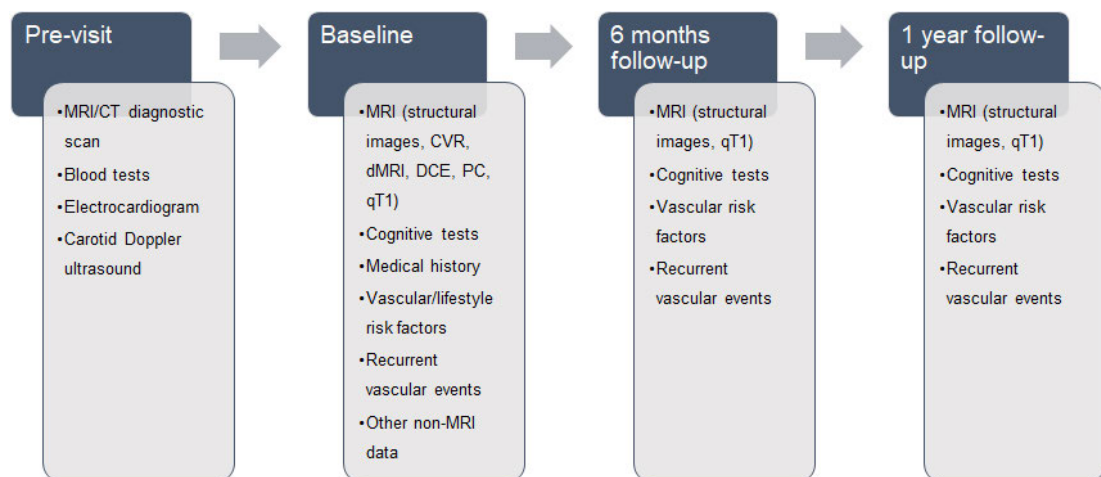 Pre-visit
•MRI/CT diagnostic
scan
•Blood tests
•Electrocardiogram
•Carotid Doppler
ultrasound
Baseline
•MRI (structural
images, CVR,
dMRI, DCE, PC,
qT1)
•Cognitive tests
•Medical history
•Vascular/lifestyle
risk factors
•Recurrent
vascular events
•Other non-MRI
data
6 months
follow-up
•MRI (structural
images, qT1)
•Cognitive tests
•Vascular risk
factors
•Recurrent
vascular events
1 year follow-
up
•MRI (structural
images, qT1)
•Cognitive tests
•Vascular risk
factors
•Recurrent
vascular events